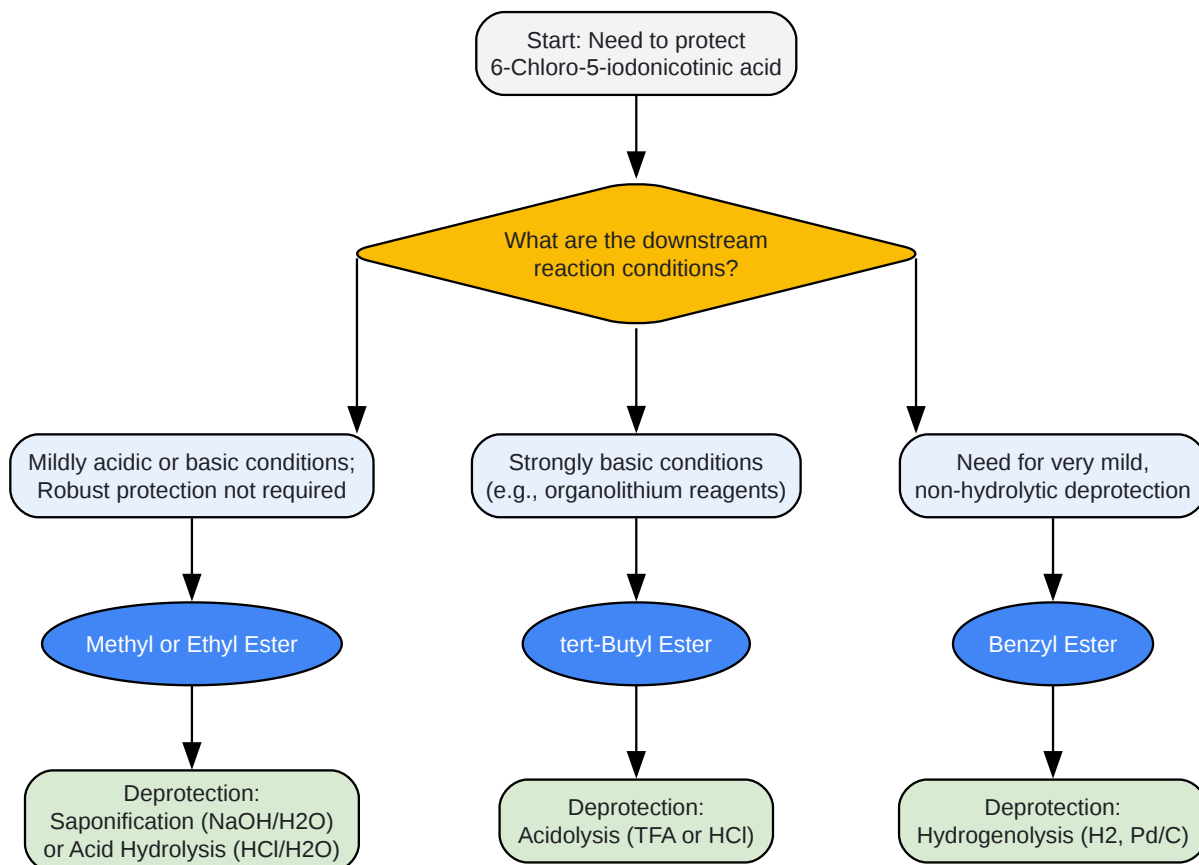 Start: Need to protect
6-Chloro-5-iodonicotinic acid
What are the downstream
reaction conditions?
Mildly acidic or basic conditions;
Robust protection not required
Strongly basic conditions
(e.g., organolithium reagents)
Need for very mild,
non-hydrolytic deprotection
Methyl or Ethyl Ester
tert-Butyl Ester
Benzyl Ester
Deprotection:
Saponification (NaOH/H2O)
or Acid Hydrolysis (HCl/H2O)
Deprotection:
Acidolysis (TFA or HCl)
Deprotection:
Hydrogenolysis (H2, Pd/C)